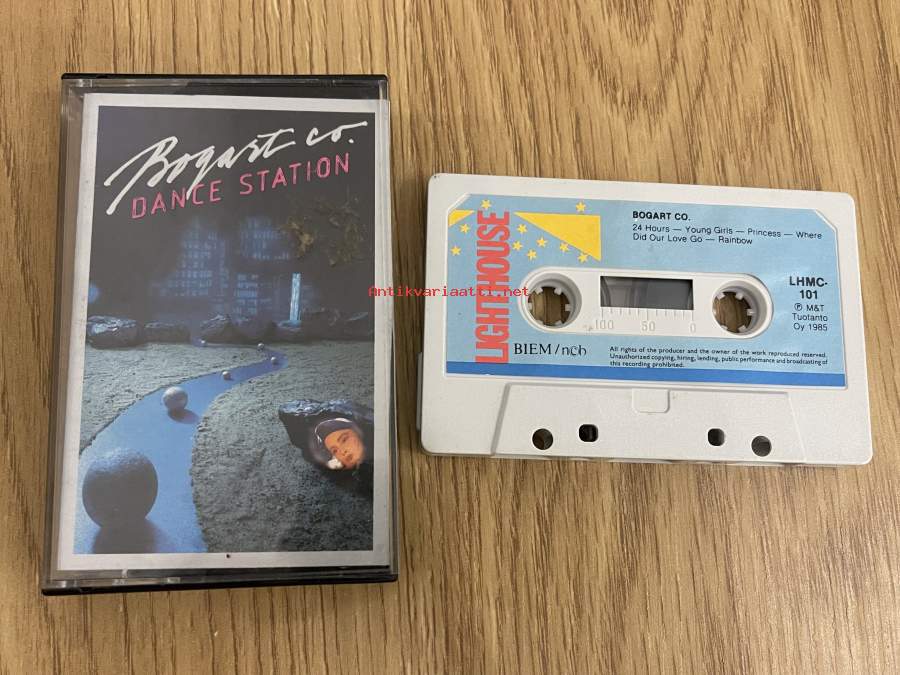 Bogart co.
DANCE STATION
Antikvariaatti.net
LIGHTHOUSE
BOGART CO.
24 Hours — Young Girls — Princess — Where
Did Our Love Go — Rainbow
LHMC-
101
Ⓟ M&T
Tuotanto
Oy 1985
100 50 0
BIEM/ncb
All rights of the producer and the owner of the work reproduced reserved.
Unauthorized copying, hiring, lending, public performance and broadcasting of
this recording prohibited.